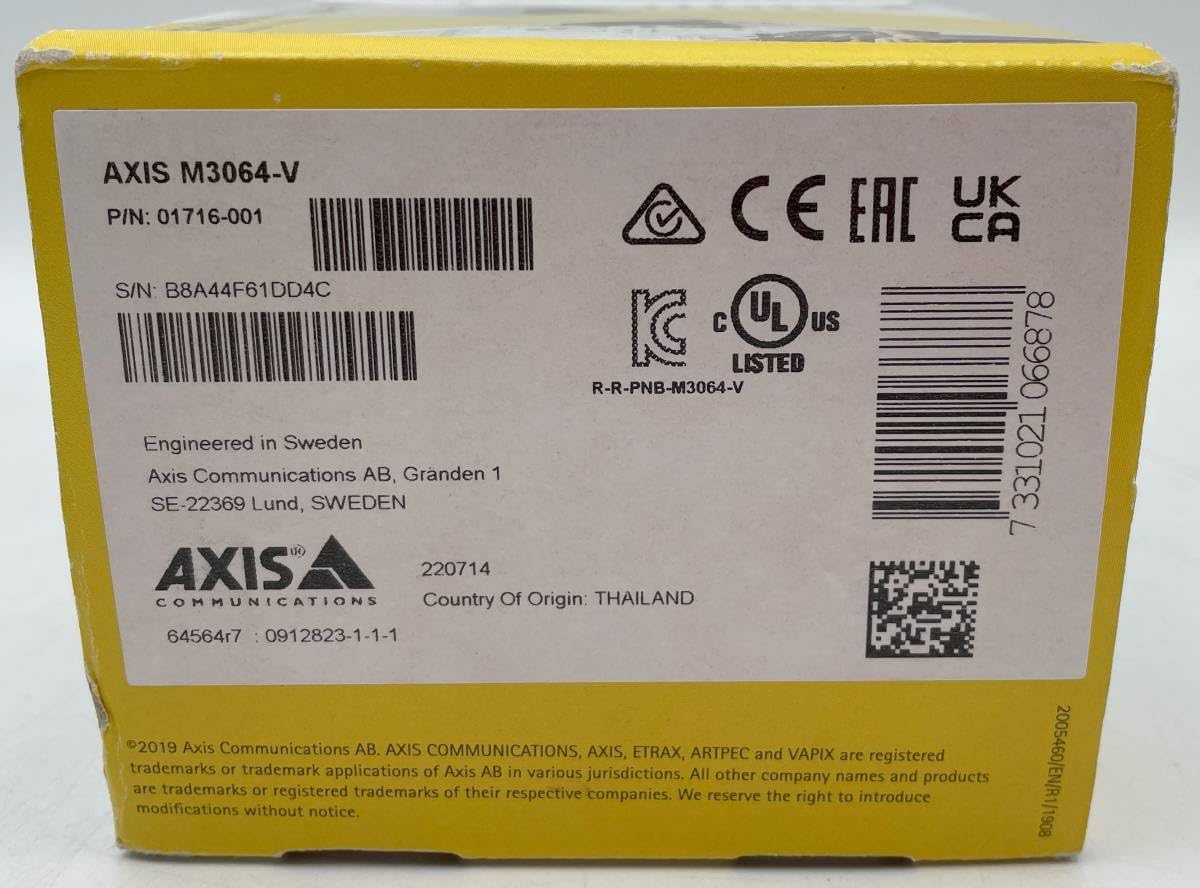 AXIS M3064-V
P/N: 01716-001
S/N: B8A44F61DD4C
CE EAC UK
CA
C UL US
LISTED
R-R-PNB-M3064-V
7 331021 066878
Engineered in Sweden
Axis Communications AB, Gränden 1
SE-22369 Lund, SWEDEN
AXIS®
COMMUNICATIONS
220714
Country Of Origin: THAILAND
64564r7 : 0912823-1-1-1
©2019 Axis Communications AB. AXIS COMMUNICATIONS, AXIS, ETRAX, ARTPEC and VAPIX are registered
trademarks or trademark applications of Axis AB in various jurisdictions. All other company names and products
are trademarks or registered trademarks of their respective companies. We reserve the right to introduce
modifications without notice.
2005460/EN/R1/1908